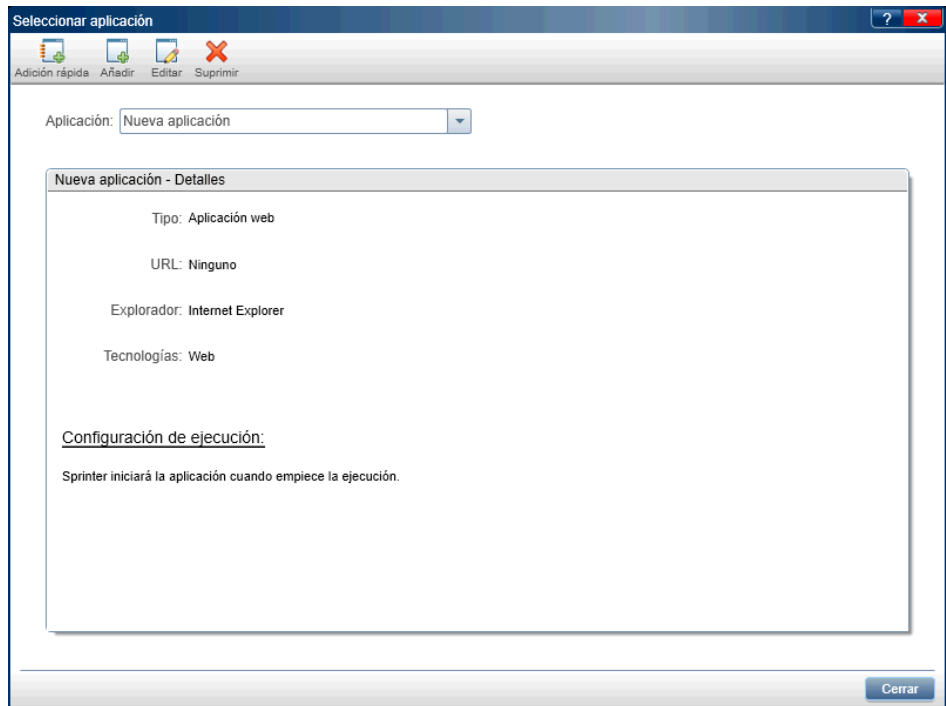 Seleccionar aplicación
?
X
Adición rápida Añadir Editar Suprimir
Aplicación: Nueva aplicación
Nueva aplicación - Detalles
Tipo: Aplicación web
URL: Ninguno
Explorador: Internet Explorer
Tecnologías: Web
Configuración de ejecución:
Sprinter iniciará la aplicación cuando empiece la ejecución.
Cerrar